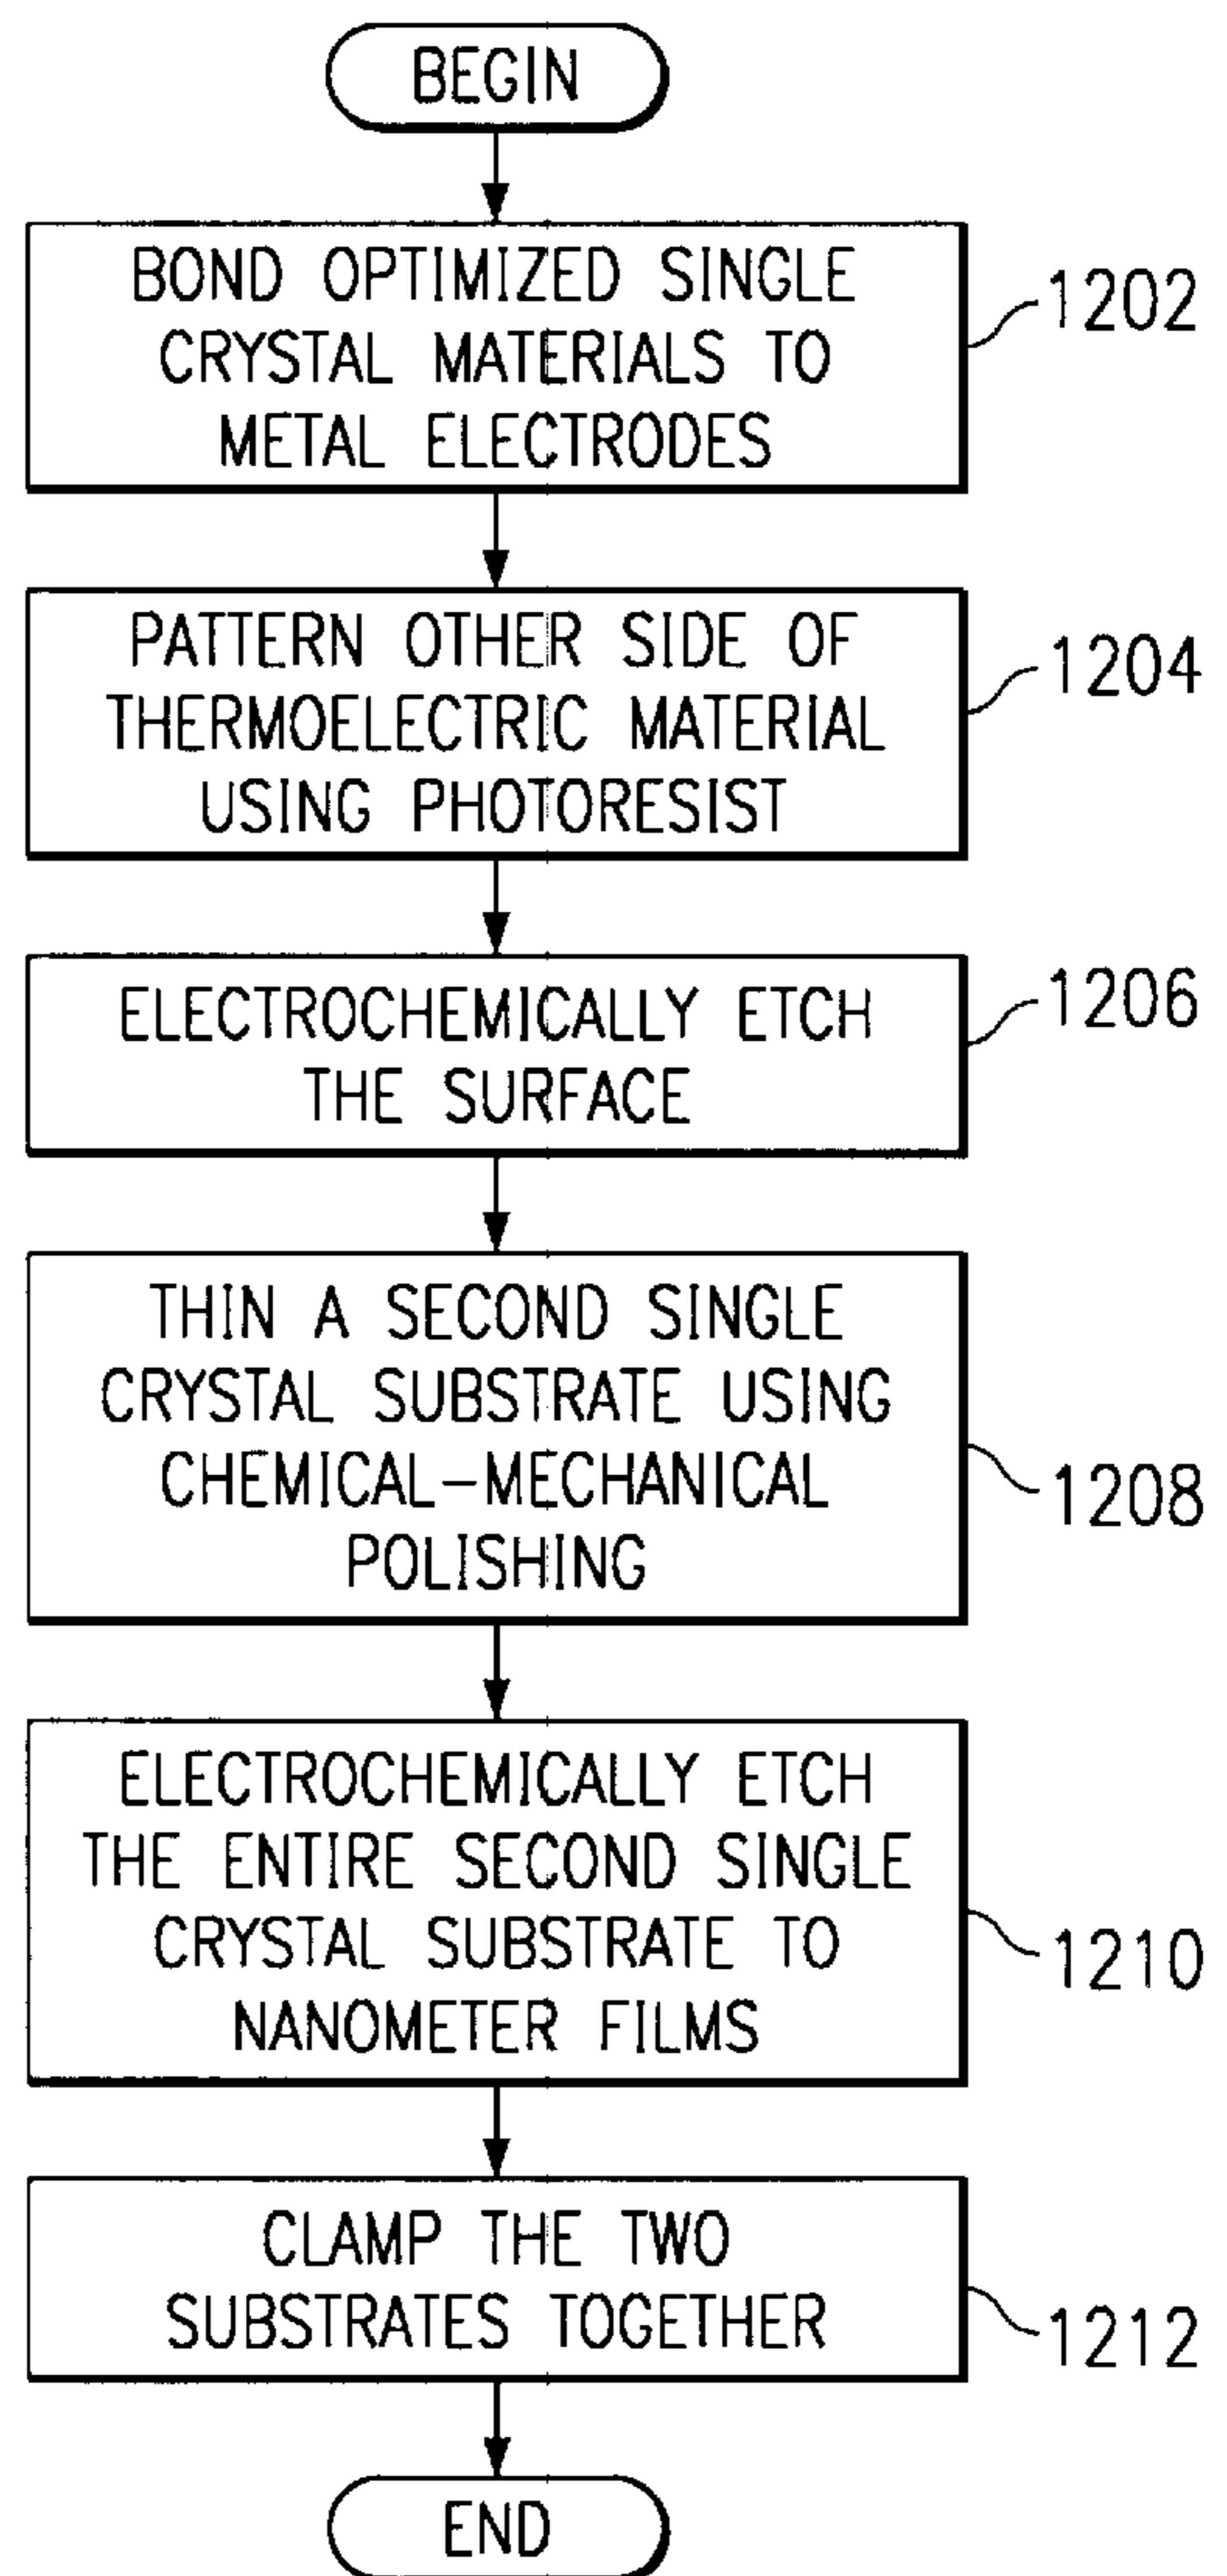 BEGIN
BOND OPTIMIZED SINGLE
CRYSTAL MATERIALS TO
METAL ELECTRODES
1202
PATTERN OTHER SIDE OF
THERMOELECTRIC MATERIAL
USING PHOTORESIST
1204
ELECTROCHEMICALLY ETCH
THE SURFACE
1206
THIN A SECOND SINGLE
CRYSTAL SUBSTRATE USING
CHEMICAL-MECHANICAL
POLISHING
1208
ELECTROCHEMICALLY ETCH
THE ENTIRE SECOND SINGLE
CRYSTAL SUBSTRATE TO
NANOMETER FILMS
1210
CLAMP THE TWO
SUBSTRATES TOGETHER
1212
END